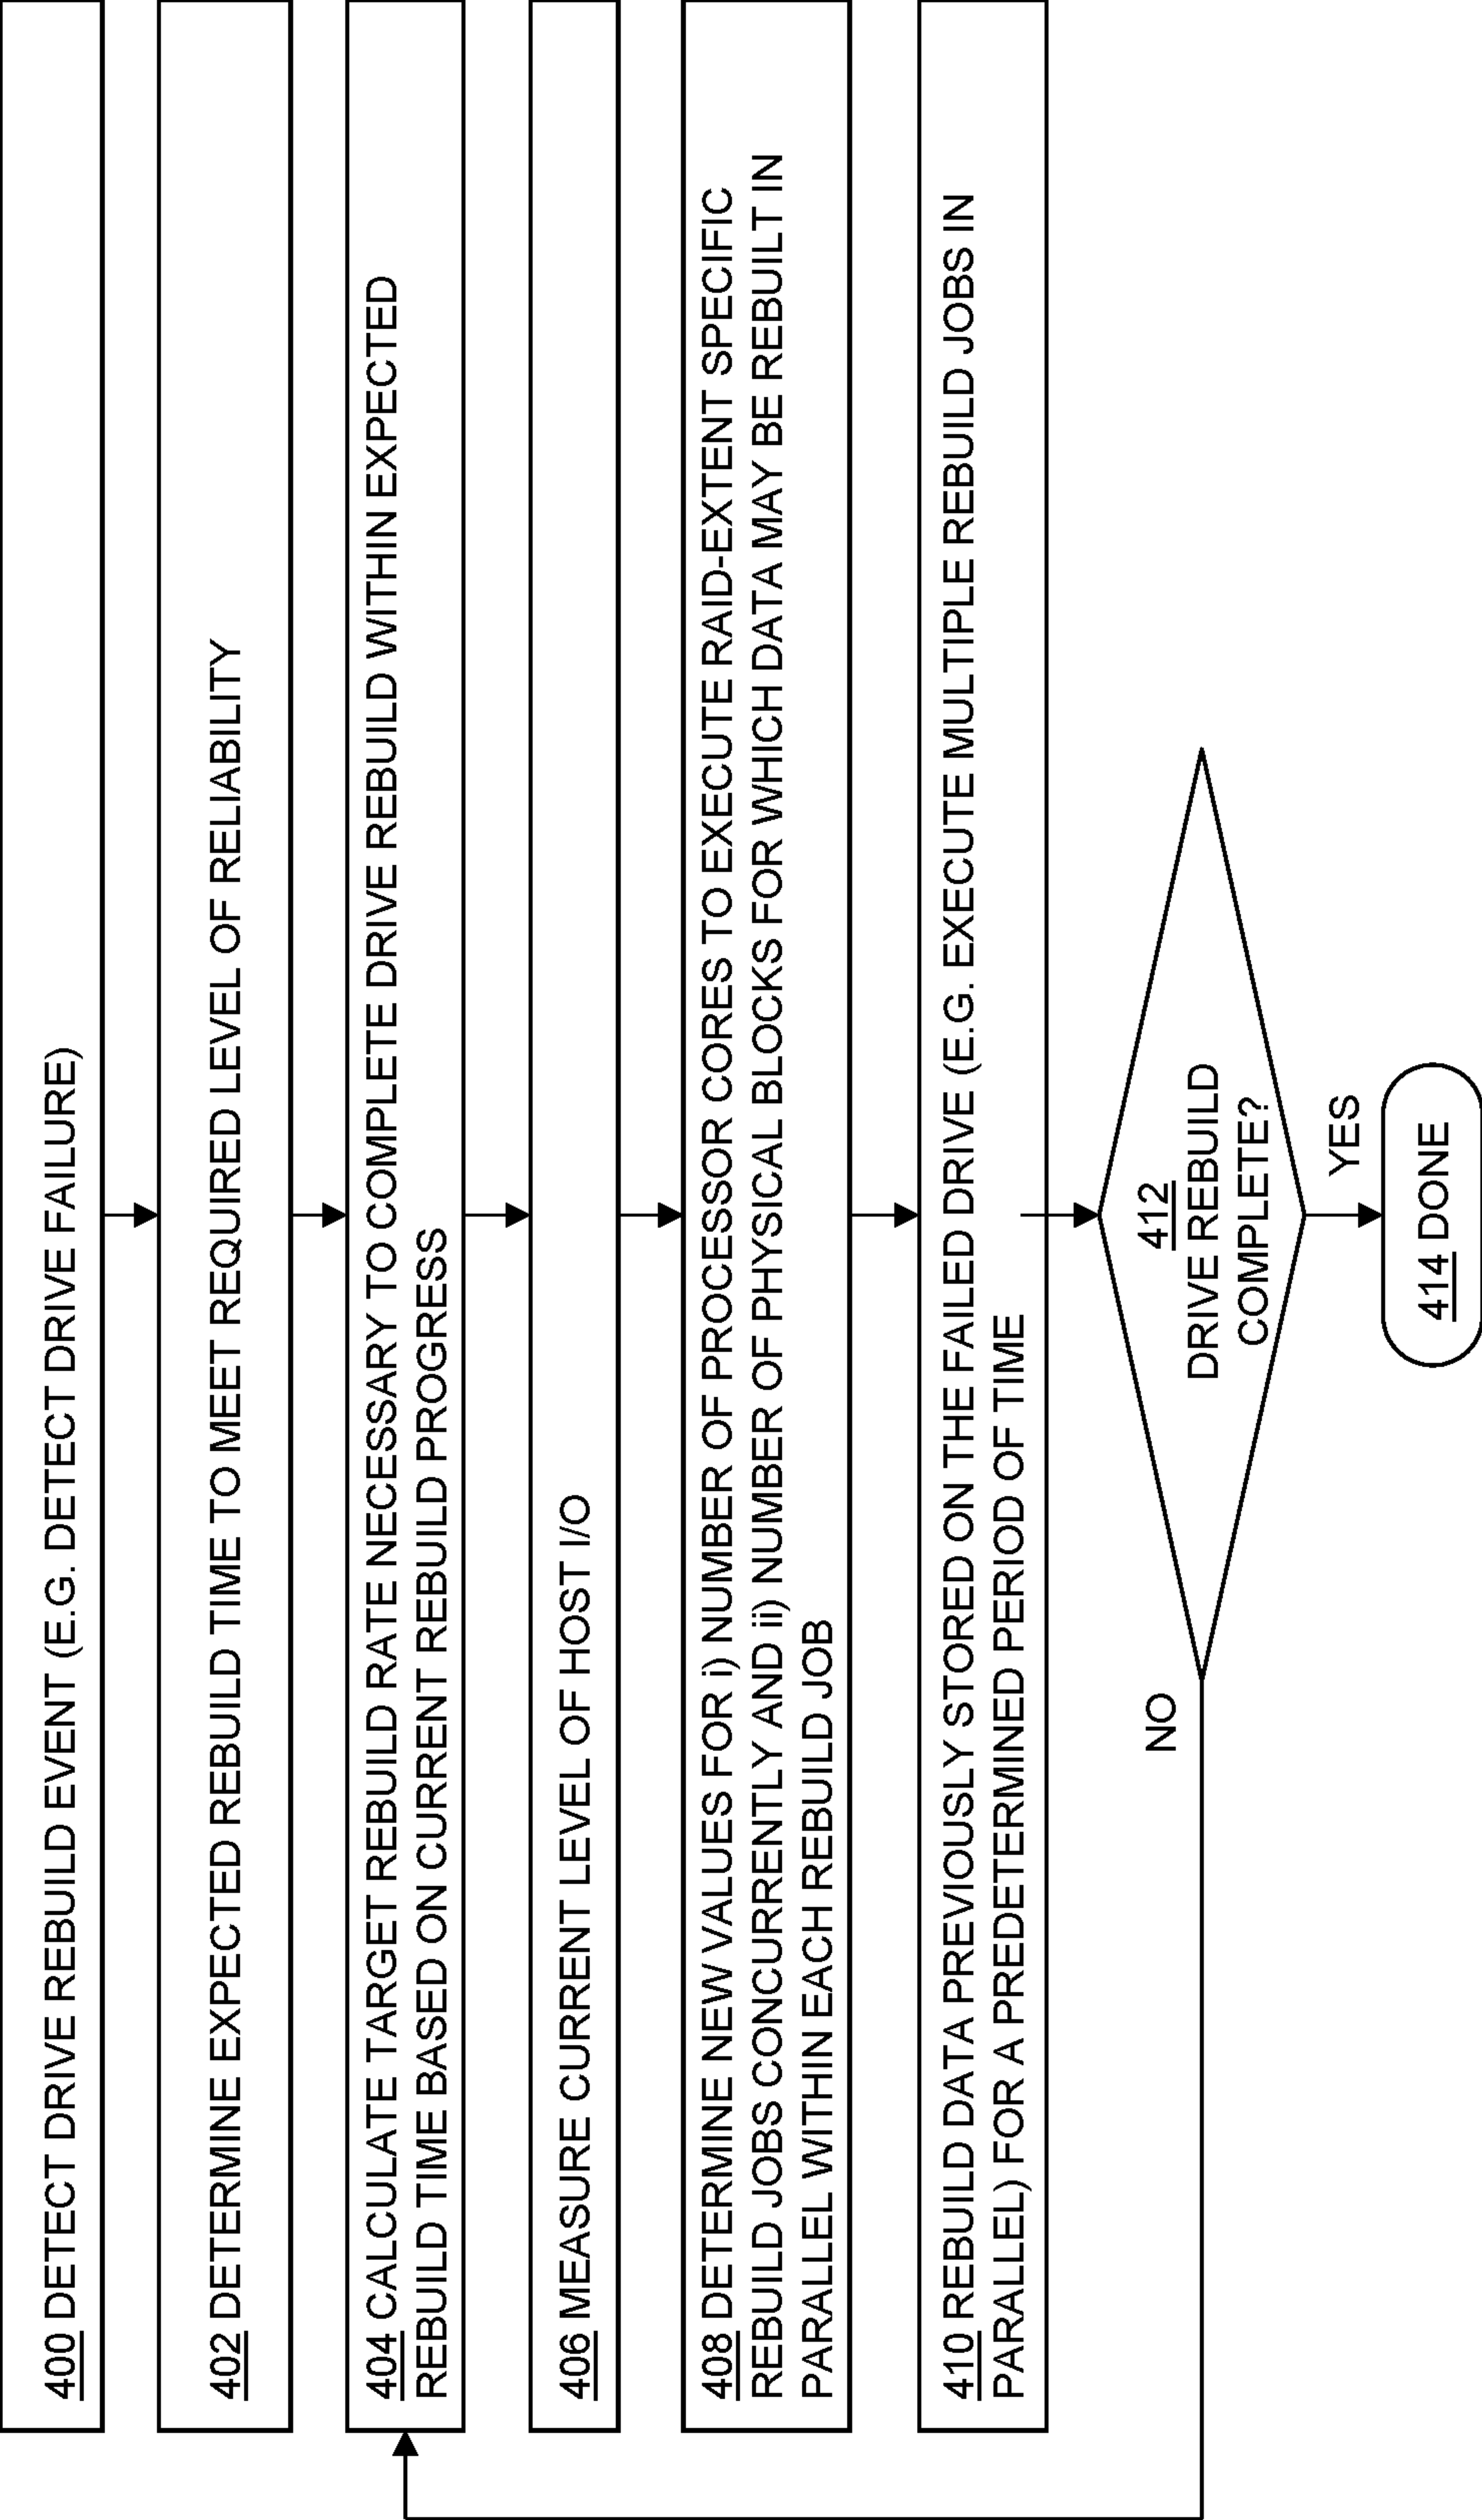 400 DETECT DRIVE REBUILD EVENT (E.G. DETECT DRIVE FAILURE)
402 DETERMINE EXPECTED REBUILD TIME TO MEET REQUIRED LEVEL OF RELIABILITY
404 CALCULATE TARGET REBUILD RATE NECESSARY TO COMPLETE DRIVE REBUILD WITHIN EXPECTED
REBUILD TIME BASED ON CURRENT REBUILD PROGRESS
406 MEASURE CURRENT LEVEL OF HOST I/O
408 DETERMINE NEW VALUES FOR i) NUMBER OF PROCESSOR CORES TO EXECUTE RAID-EXTENT SPECIFIC
REBUILD JOBS CONCURRENTLY AND ii) NUMBER OF PHYSICAL BLOCKS FOR WHICH DATA MAY BE REBUILT IN
PARALLEL WITHIN EACH REBUILD JOB
410 REBUILD DATA PREVIOUSLY STORED ON THE FAILED DRIVE (E.G. EXECUTE MULTIPLE REBUILD JOBS IN
PARALLEL) FOR A PREDETERMINED PERIOD OF TIME
412
DRIVE REBUILD
COMPLETE?
NO
YES
414 DONE